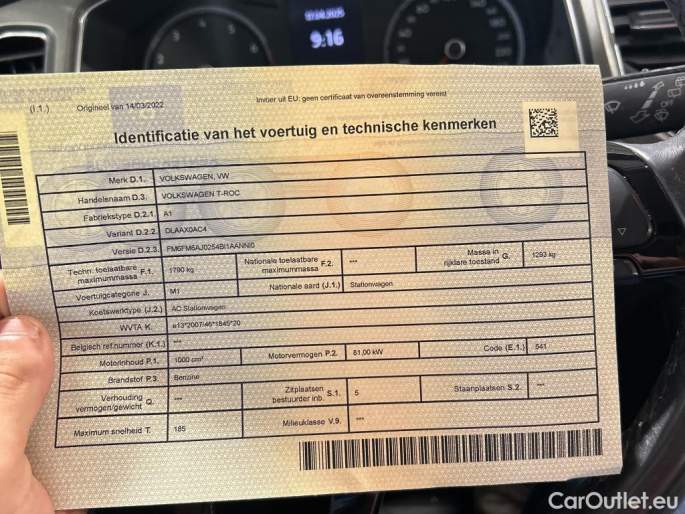 9:16
(I.1.) Origineel van 14/03/2022 Invoer uit EU: geen certificaat van overeenstemming vereist
Identificatie van het voertuig en technische kenmerken
Merk D.1. VOLKSWAGEN, VW
Handelsnaam D.3. VOLKSWAGEN T-ROC
Fabriekstype D.2.1. A1
Variant D.2.2. DLAAX0AC4
Versie D.2.3. FM6FM6AJ0254BI1AANNI0
Techn. toelaatbare maximummassa F.1. 1790 kg Nationale toelaatbare maximummassa F.2. *** Massa in rijklare toestand G. 1293 kg
Voertuigcategorie J. M1 Nationale aard (J.1.) Stationwagen
Koetswerktype (J.2.) AC Stationwagen
WVTA K. e13*2007/46*1845*20
Belgisch ref.nummer (K.1.) ***
Motorinhoud P.1. 1000 cm³ Motorvermogen P.2. 81,00 kW Code (E.1.) 541
Brandstof P.3. Benzine
Verhouding vermogen/gewicht Q. *** Zitplaatsen bestuurder inb. S.1. 5 Staanplaatsen S.2. ***
Maximum snelheid T. 185 Milieuklasse V.9. ***
CarOutlet.eu